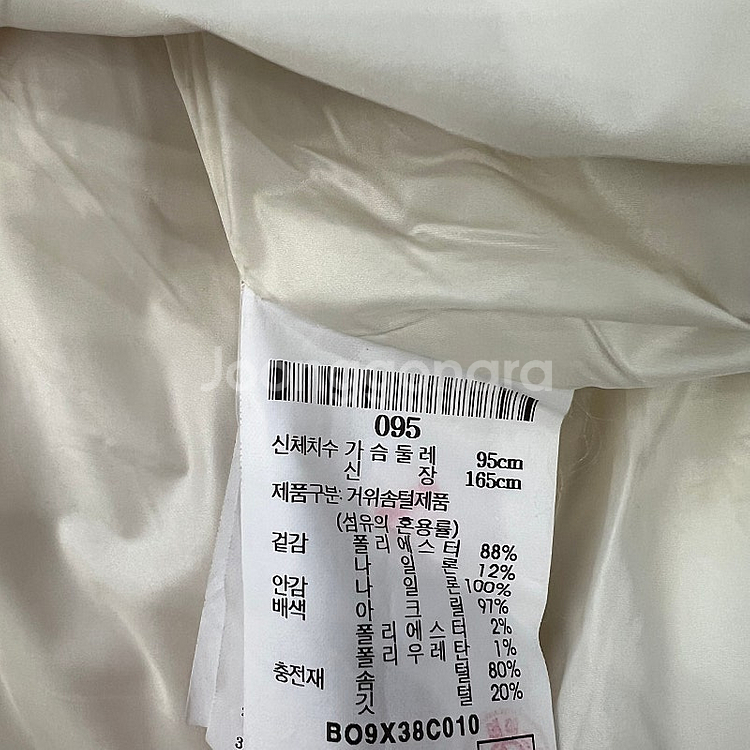 Joonggonara
095
신체치수 가슴둘레 95cm
신장 165cm
제품구분: 거위솜털제품
(섬유의 혼용률)
겉감 폴리에스터 88%
나일론 12%
안감 나일론 100%
배색 아크릴 97%
폴리에스터 2%
폴리우레탄 1%
충전재 솜털 80%
깃털 20%
BO9X38C010